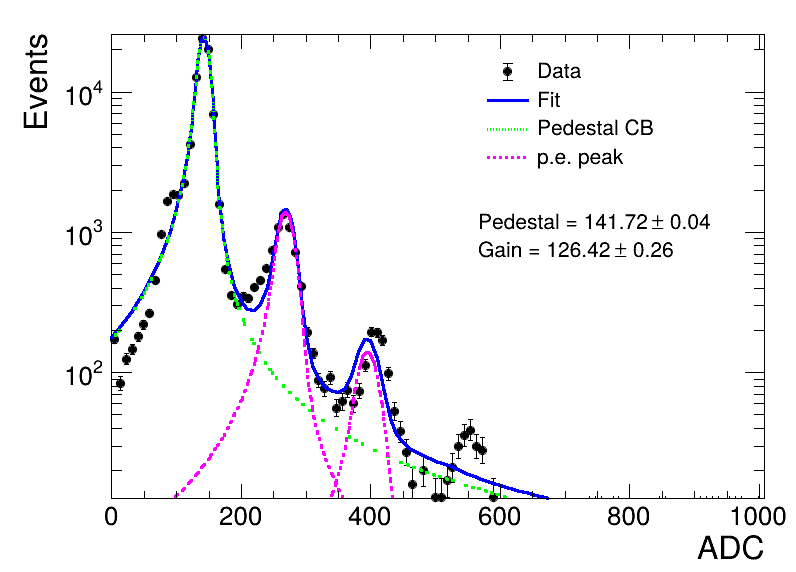 Events
10⁴
10³
10²
Data
Fit
Pedestal CB
p.e. peak
Pedestal = 141.72 ± 0.04
Gain = 126.42 ± 0.26
0 200 400 600 800 1000
ADC